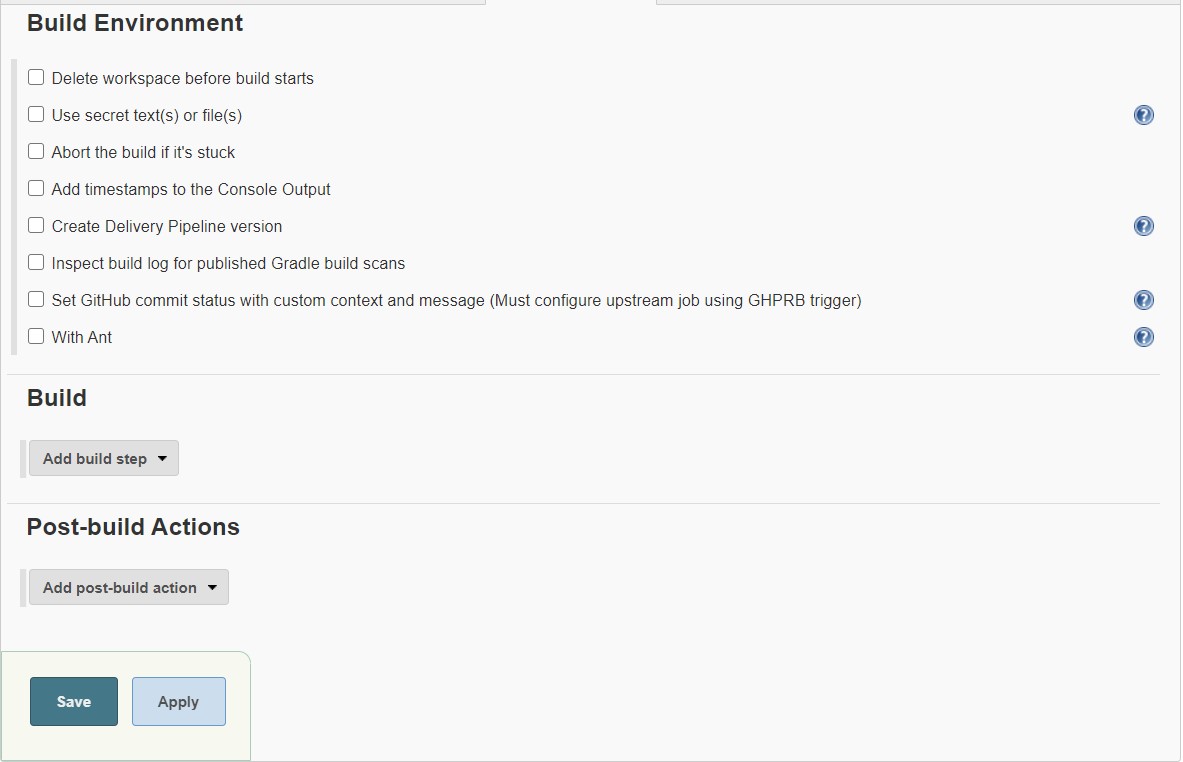 Build Environment
Delete workspace before build starts
Use secret text(s) or file(s)
Abort the build if it's stuck
Add timestamps to the Console Output
Create Delivery Pipeline version
Inspect build log for published Gradle build scans
Set GitHub commit status with custom context and message (Must configure upstream job using GHPRB trigger)
With Ant
Build
Add build step
Post-build Actions
Add post-build action
Save Apply